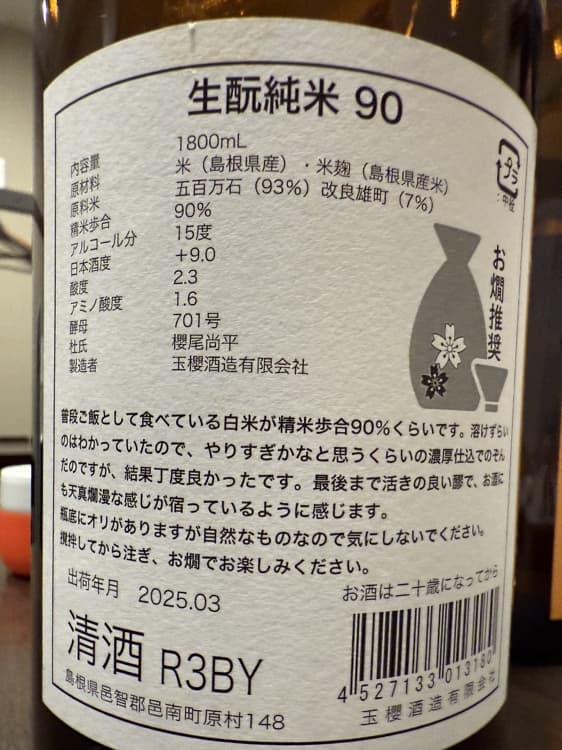 生酛純米 90
内容量 1800mL
原材料 米（島根県産）・米麹（島根県産米）
原料米 五百万石（93%）改良雄町（7%）
精米歩合 90%
アルコール分 15度
日本酒度 +9.0
酸度 2.3
アミノ酸度 1.6
酵母 701号
杜氏 櫻尾尚平
製造者 玉櫻酒造有限会社
プラ
お燗推奨
普段ご飯として食べている白米が精米歩合90%くらいです。溶けずらい
のはわかっていたので、やりすぎかなと思うくらいの濃厚仕込でのぞん
だのですが、結果丁度良かったです。最後まで活きの良い醪で、お酒に
も天真爛漫な感じが宿っているように感じます。
瓶底にオリがありますが自然なものなので気にしないでください。
攪拌してから注ぎ、お燗でお楽しみください。
出荷年月 2025.03
お酒は二十歳になってから
清酒 R3BY
4 527133 013180
島根県邑智郡邑南町原村148
玉櫻酒造有限会社